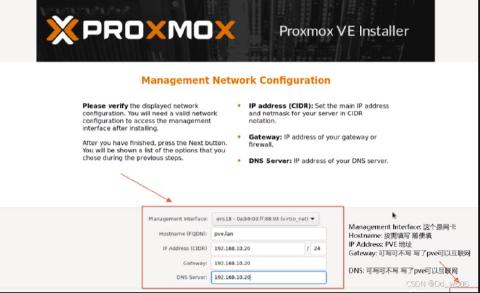 PROXMOX
Proxmox VE Installer
Management Network Configuration
Please verify the displayed network
configuration. You will need a valid network
configuration to access the management
interface after installing.
After you have finished, press the Next button.
You will be shown a list of the options that you
chose during the previous steps.
• IP address (CIDR): Set the main IP address
and netmask for your server in CIDR
notation.
• Gateway: IP address of your gateway or
firewall.
• DNS Server: IP address of your DNS server.
Management Interface:
Hostname (FQDN): pve.lan
IP Address (CIDR) 192.168.10.20 / 24
Gateway: 192.168.10.20
DNS Server: 192.168.10.20
Management Interface: 这个是网卡
Hostname: 按需填写 随便填
IP Address: PVE 地址
Gateway: 可写可不写 写了pve可以互联网
DNS: 可写可不写 写了pve可以互联网